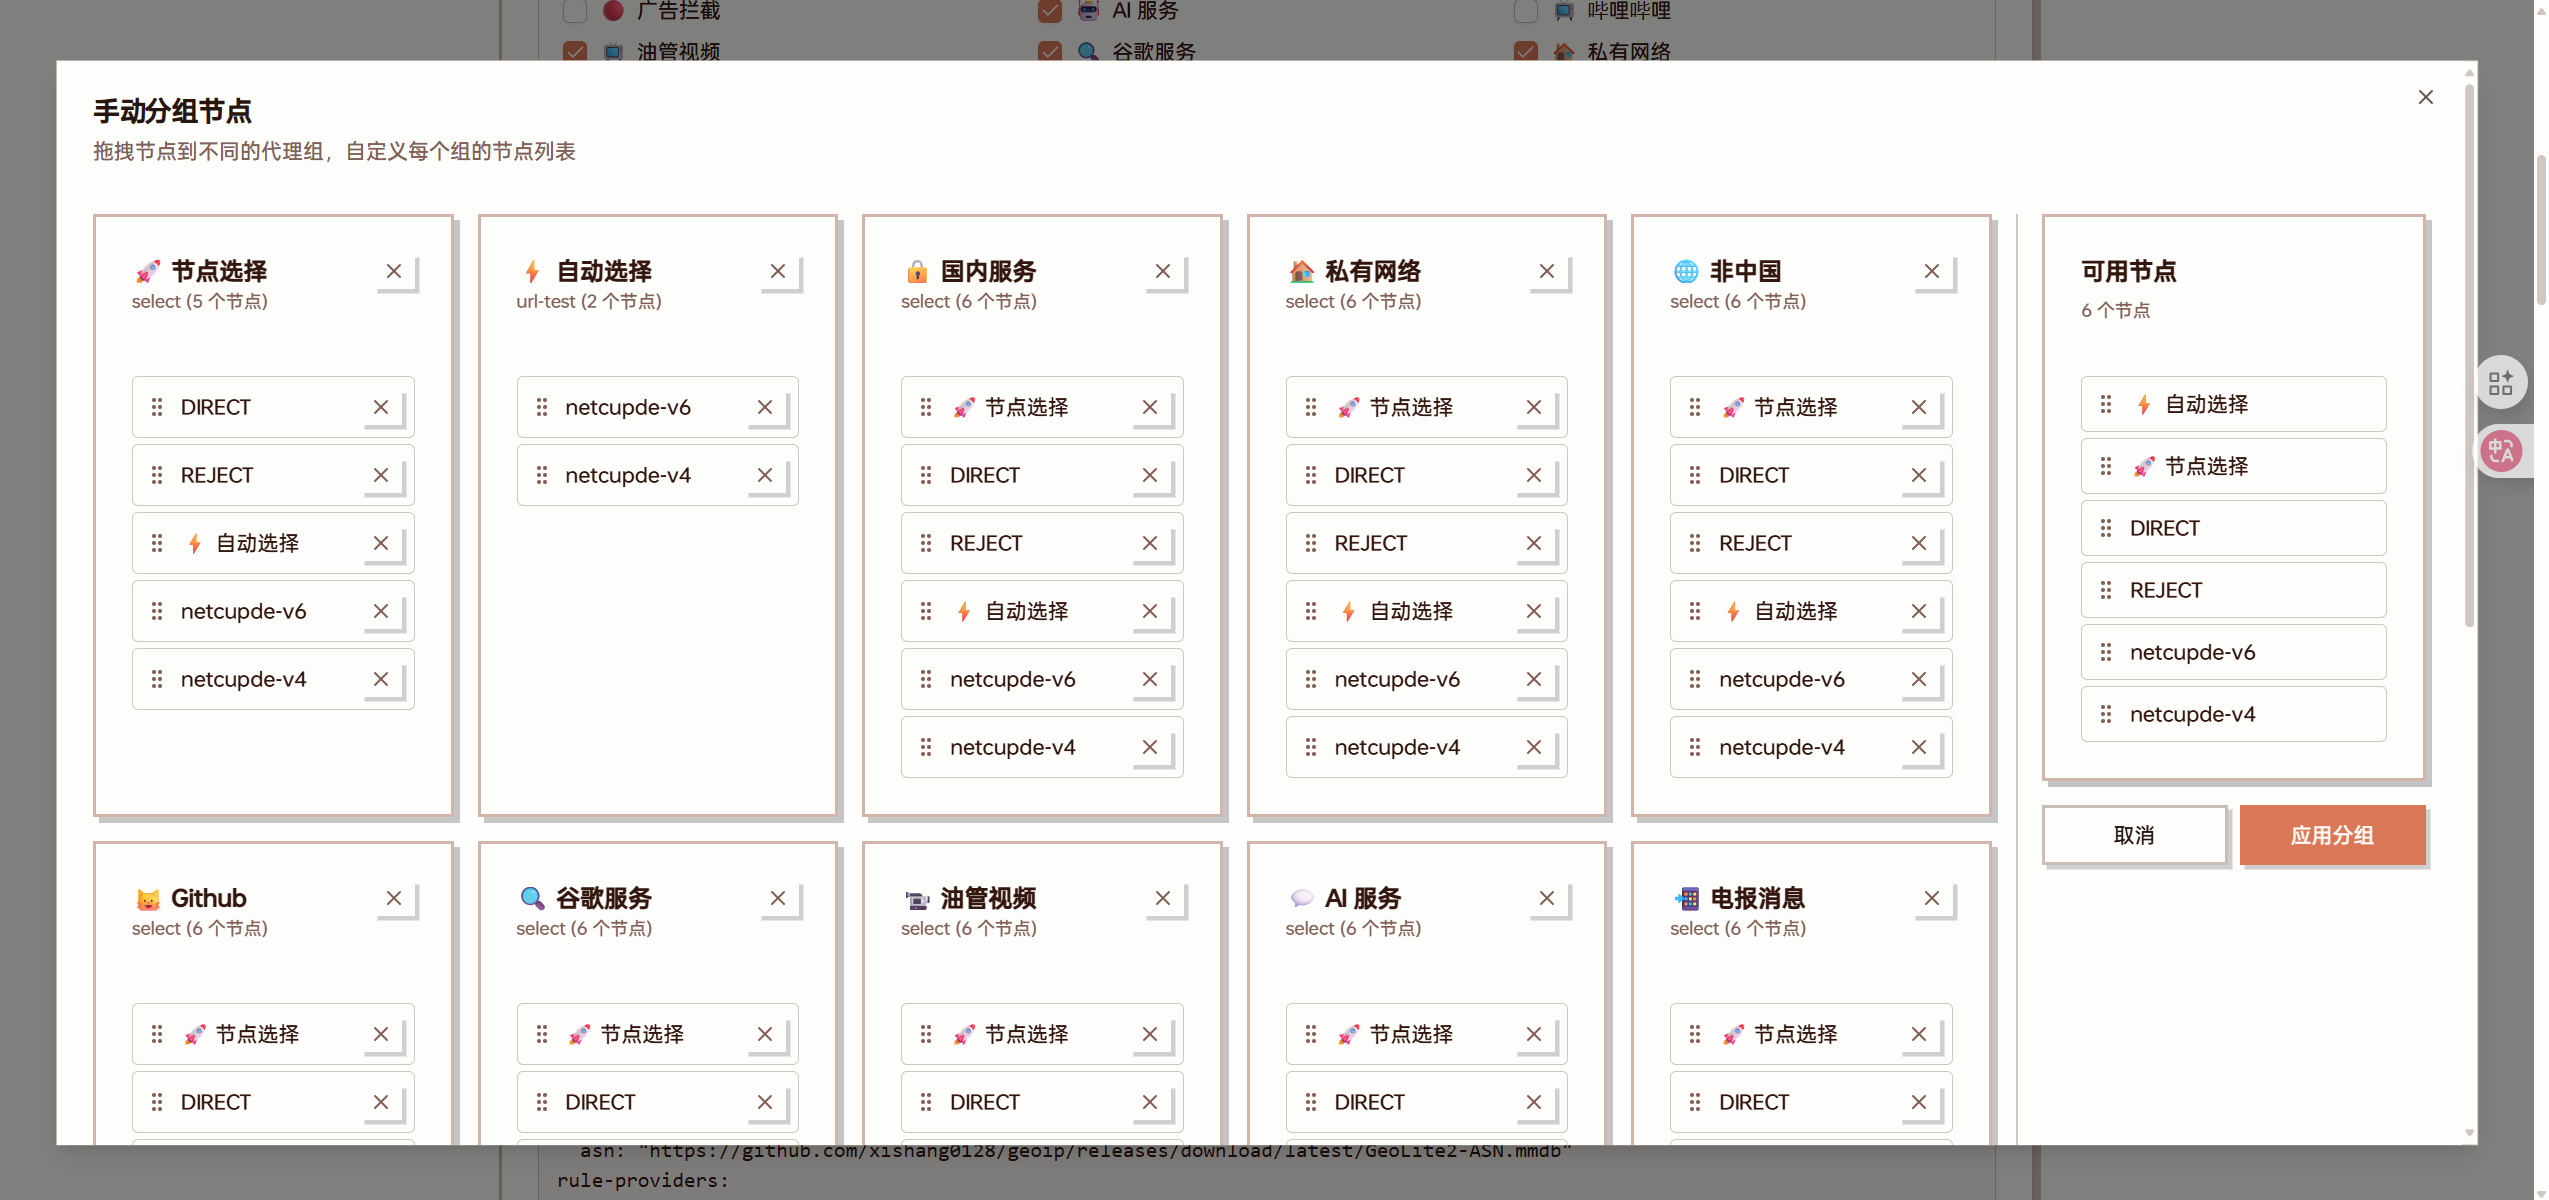 广告拦截
AI 服务
哔哩哔哩
油管视频
谷歌服务
私有网络
手动分组节点
拖拽节点到不同的代理组，自定义每个组的节点列表
🚀 节点选择
select (5 个节点)
DIRECT
REJECT
⚡ 自动选择
netcupde-v6
netcupde-v4
⚡ 自动选择
url-test (2 个节点)
netcupde-v6
netcupde-v4
🔒 国内服务
select (6 个节点)
🚀 节点选择
DIRECT
REJECT
⚡ 自动选择
netcupde-v6
netcupde-v4
🏠 私有网络
select (6 个节点)
🚀 节点选择
DIRECT
REJECT
⚡ 自动选择
netcupde-v6
netcupde-v4
🌐 非中国
select (6 个节点)
🚀 节点选择
DIRECT
REJECT
⚡ 自动选择
netcupde-v6
netcupde-v4
可用节点
6 个节点
⚡ 自动选择
🚀 节点选择
DIRECT
REJECT
netcupde-v6
netcupde-v4
取消
应用分组
🐱 Github
select (6 个节点)
🚀 节点选择
DIRECT
🔍 谷歌服务
select (6 个节点)
🚀 节点选择
DIRECT
📹 油管视频
select (6 个节点)
🚀 节点选择
DIRECT
💬 AI 服务
select (6 个节点)
🚀 节点选择
DIRECT
📲 电报消息
select (6 个节点)
🚀 节点选择
DIRECT
asn: "https://github.com/xishang0128/geoip/releases/download/latest/GeoLite2-ASN.mmdb"
rule-providers:
中A